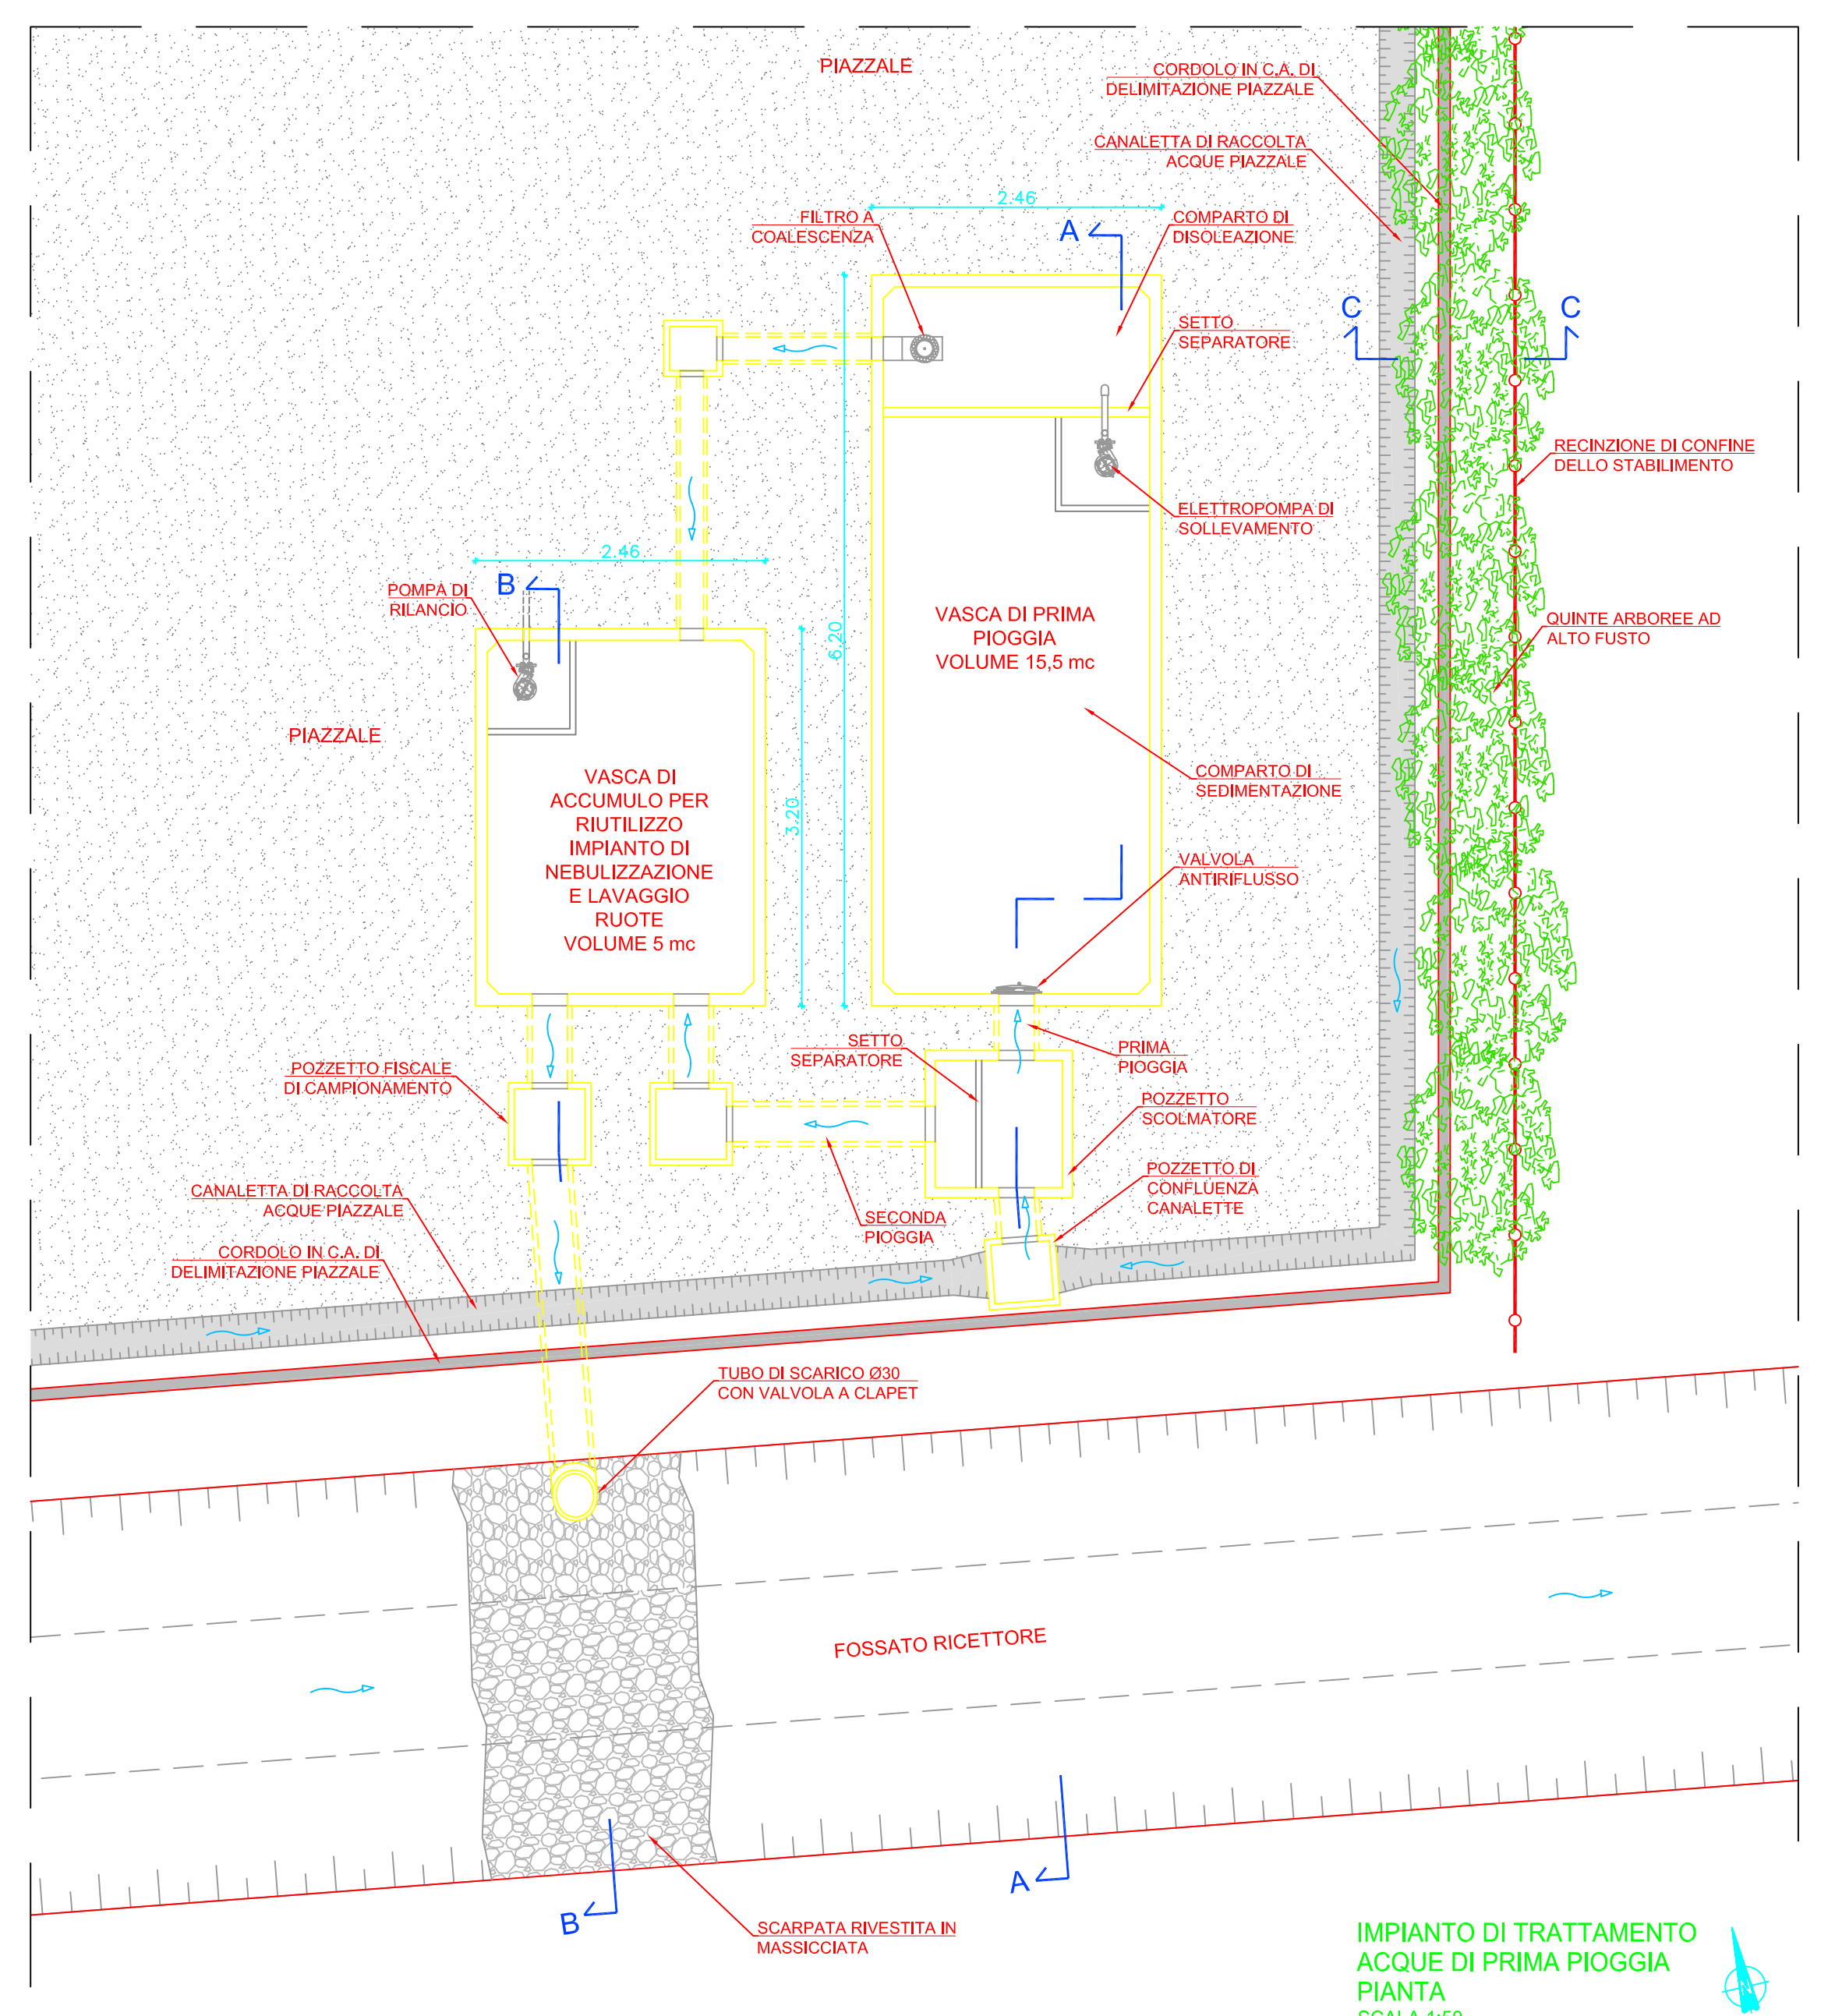 PIAZZALE
CORDOLO IN C.A. DI
DELIMITAZIONE PIAZZALE
CANALETTA DI RACCOLTA
ACQUE PIAZZALE
2.46
FILTRO A
COALESCENZA
A
COMPARTO DI
DISOLEAZIONE
C
C
SETTO
SEPARATORE
RECINZIONE DI CONFINE
DELLO STABILIMENTO
ELETTROPOMPA DI
SOLLEVAMENTO
2.46
B
POMPA DI
RILANCIO
6.20
VASCA DI PRIMA
PIOGGIA
VOLUME 15,5 mc
QUINTE ARBOREE AD
ALTO FUSTO
PIAZZALE
3.20
VASCA DI
ACCUMULO PER
RIUTILIZZO
IMPIANTO DI
NEBULIZZAZIONE
E LAVAGGIO
RUOTE
VOLUME 5 mc
COMPARTO DI
SEDIMENTAZIONE
VALVOLA
ANTIRIFLUSSO
SETTO
SEPARATORE
PRIMA
PIOGGIA
POZZETTO FISCALE
DI CAMPIONAMENTO
POZZETTO
SCOLMATORE
POZZETTO DI
CONFLUENZA
CANALETTE
CANALETTA DI RACCOLTA
ACQUE PIAZZALE
SECONDA
PIOGGIA
CORDOLO IN C.A. DI
DELIMITAZIONE PIAZZALE
TUBO DI SCARICO Ø30
CON VALVOLA A CLAPET
FOSSATO RICETTORE
A
B
SCARPATA RIVESTITA IN
MASSICCIATA
IMPIANTO DI TRATTAMENTO
ACQUE DI PRIMA PIOGGIA
PIANTA
SCALA 1:50
N